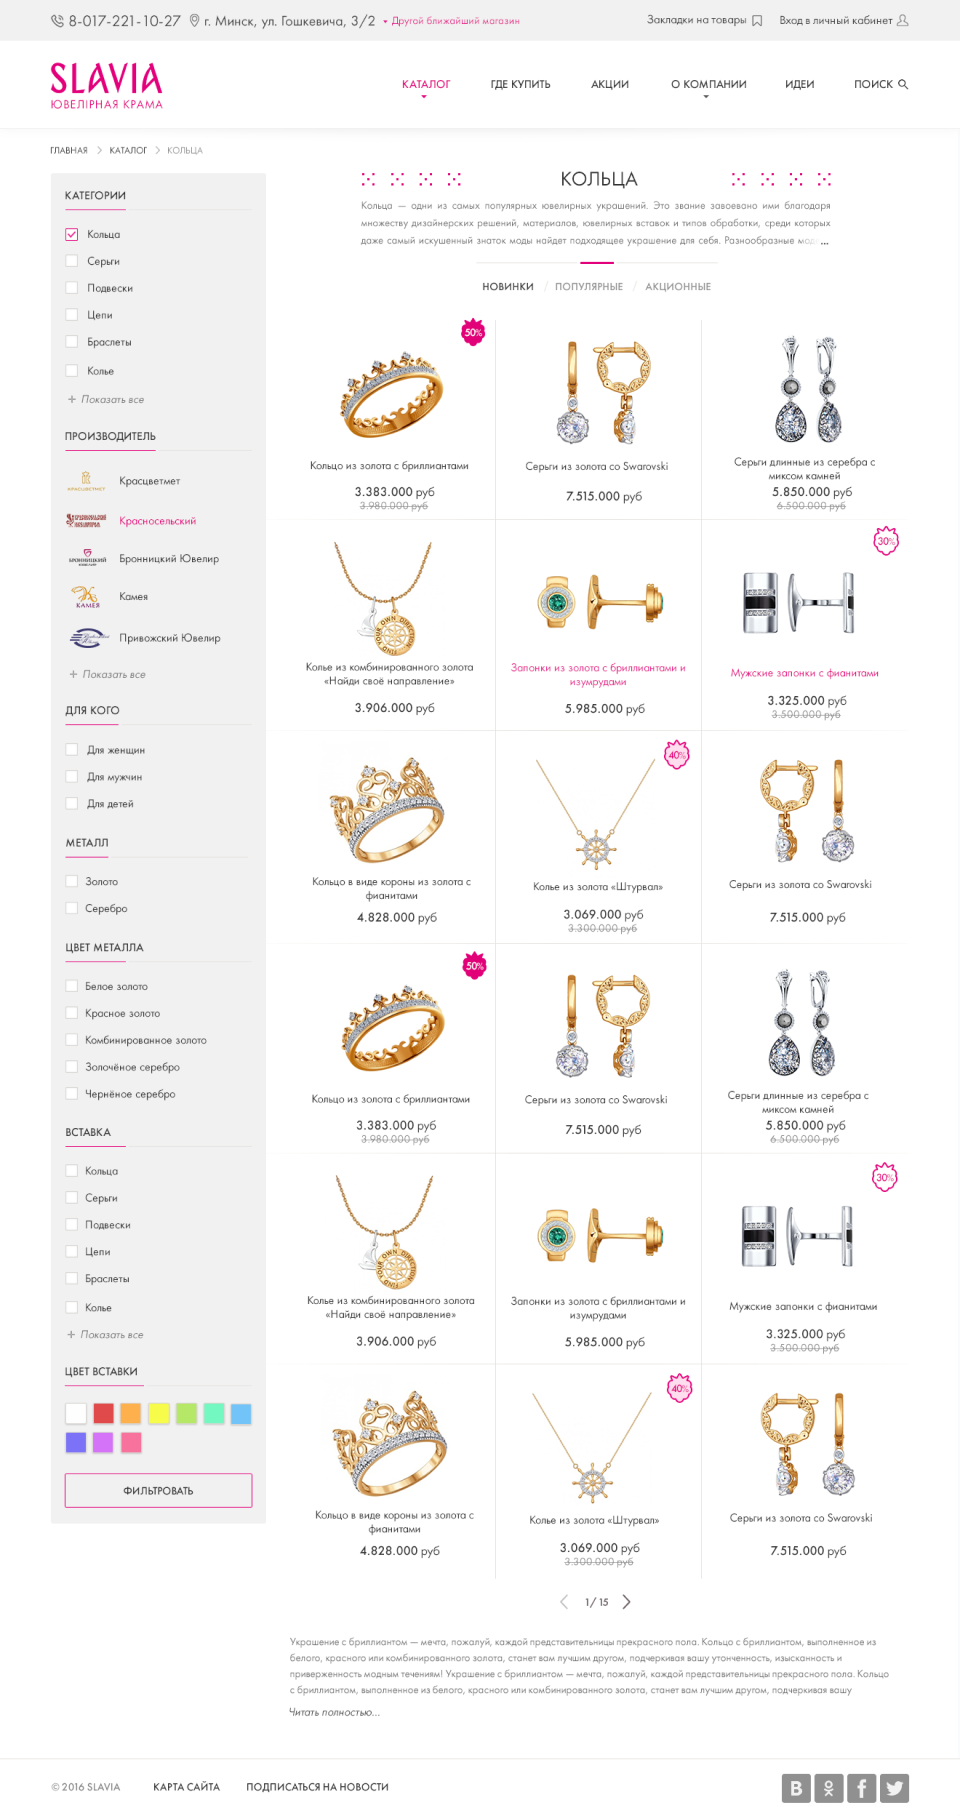 8-017-221-10-27 г. Минск, ул. Гошкевича, 3/2 Другой ближайший магазин Закладки на товары Вход в личный кабинет
SLAVIA
ЮВЕЛІРНАЯ КРАМА
КАТАЛОГ ГДЕ КУПИТЬ АКЦИИ О КОМПАНИИ ИДЕИ ПОИСК
ГЛАВНАЯ КАТАЛОГ КОЛЬЦА
КАТЕГОРИИ
Кольца
Серьги
Подвески
Цепи
Браслеты
Колье
+ Показать все
ПРОИЗВОДИТЕЛЬ
КРАСЦВЕТМЕТ Красцветмет
Красносельский
БРОННИЦКИЙ ЮВЕЛИР Бронницкий Ювелир
КАМЕЯ Камея
Привожский Ювелир
+ Показать все
ДЛЯ КОГО
Для женщин
Для мужчин
Для детей
МЕТАЛЛ
Золото
Серебро
ЦВЕТ МЕТАЛЛА
Белое золото
Красное золото
Комбинированное золото
Золочёное серебро
Чернёное серебро
ВСТАВКА
Кольца
Серьги
Подвески
Цепи
Браслеты
Колье
+ Показать все
ЦВЕТ ВСТАВКИ
ФИЛЬТРОВАТЬ
КОЛЬЦА
Кольца — одни из самых популярных ювелирных украшений. Это звание завоевано ими благодаря
множеству дизайнерских решений, материалов, ювелирных вставок и типов обработки, среди которых
даже самый искушенный знаток моды найдет подходящее украшение для себя. Разнообразные мод...
НОВИНКИ / ПОПУЛЯРНЫЕ / АКЦИОННЫЕ
50%
Кольцо из золота с бриллиантами
3.383.000 руб
3.980.000 руб
Серьги из золота со Swarovski
7.515.000 руб
Серьги длинные из серебра с
миксом камней
5.850.000 руб
6.500.000 руб
FIND YOUR OWN DIRECTION
Колье из комбинированного золота
«Найди своё направление»
3.906.000 руб
Запонки из золота с бриллиантами и
изумрудами
5.985.000 руб
30%
Мужские запонки с фианитами
3.325.000 руб
3.500.000 руб
Кольцо в виде короны из золота с
фианитами
4.828.000 руб
40%
Колье из золота «Штурвал»
3.069.000 руб
3.300.000 руб
Серьги из золота со Swarovski
7.515.000 руб
50%
Кольцо из золота с бриллиантами
3.383.000 руб
3.980.000 руб
Серьги из золота со Swarovski
7.515.000 руб
Серьги длинные из серебра с
миксом камней
5.850.000 руб
6.500.000 руб
FIND YOUR OWN DIRECTION
Колье из комбинированного золота
«Найди своё направление»
3.906.000 руб
Запонки из золота с бриллиантами и
изумрудами
5.985.000 руб
30%
Мужские запонки с фианитами
3.325.000 руб
3.500.000 руб
Кольцо в виде короны из золота с
фианитами
4.828.000 руб
40%
Колье из золота «Штурвал»
3.069.000 руб
3.300.000 руб
Серьги из золота со Swarovski
7.515.000 руб
1/15
Украшение с бриллиантом — мечта, пожалуй, каждой представительницы прекрасного пола. Кольцо с бриллиантом, выполненное из
белого, красного или комбинированного золота, станет вам лучшим другом, подчеркивая вашу утонченность, изысканность и
приверженность модным течениям! Украшение с бриллиантом — мечта, пожалуй, каждой представительницы прекрасного пола. Кольцо
с бриллиантом, выполненное из белого, красного или комбинированного золота, станет вам лучшим другом, подчеркивая вашу
Читать полностью...
© 2016 SLAVIA КАРТА САЙТА ПОДПИСАТЬСЯ НА НОВОСТИ